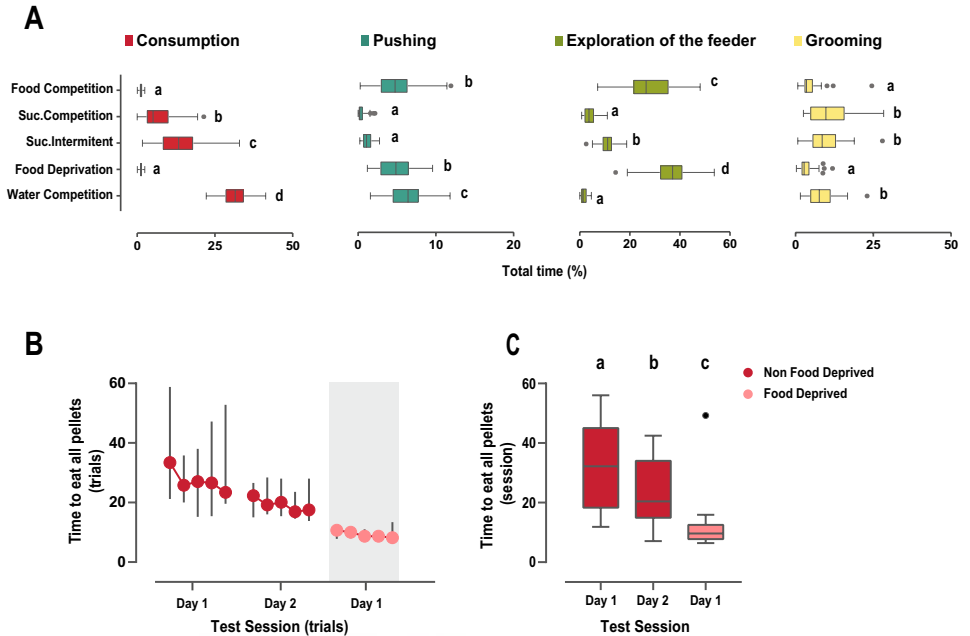 A
Consumption
Pushing
Exploration of the feeder
Grooming
Food Competition
Suc.Competition
Suc.Intermitent
Food Deprivation
Water Competition
a
b
c
a
d
b
a
a
b
c
c
a
b
d
a
a
b
b
a
b
0 50
0 10 20
0 20 40 60
0 25 50
Total time (%)
B
Time to eat all pellets
(trials)
60
40
20
0
Day 1 Day 2 Day 1
Test Session (trials)
C
a b c
Time to eat all pellets
(session)
60
40
20
0
Day 1 Day 2 Day 1
Test Session
Non Food Deprived
Food Deprived